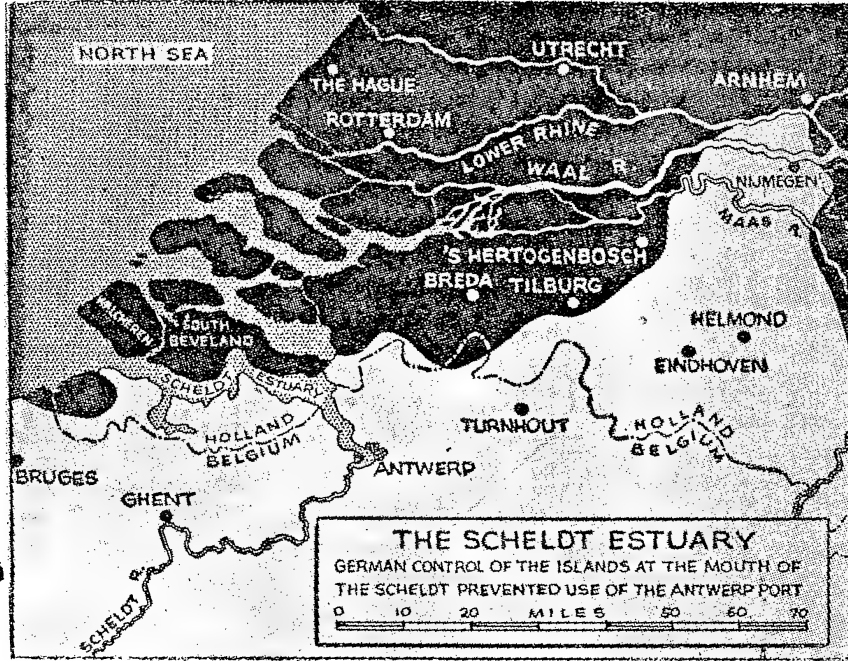 NORTH SEA
UTRECHT
THE HAGUE
ARNHEM
ROTTERDAM
LOWER RHINE
WAAL R.
NIJMEGEN
MAAS R.
'S HERTOGENBOSCH
BREDA
TILBURG
WALCHEREN
SOUTH
BEVELAND
HELMOND
EINDHOVEN
SCHELDT ESTUARY
HOLLAND
BELGIUM
TURNHOUT
HOLLAND
BELGIUM
BRUGES
ANTWERP
GHENT
SCHELDT R.
THE SCHELDT ESTUARY
GERMAN CONTROL OF THE ISLANDS AT THE MOUTH OF
THE SCHELDT PREVENTED USE OF THE ANTWERP PORT
0 10 20 MILES 50 60 70